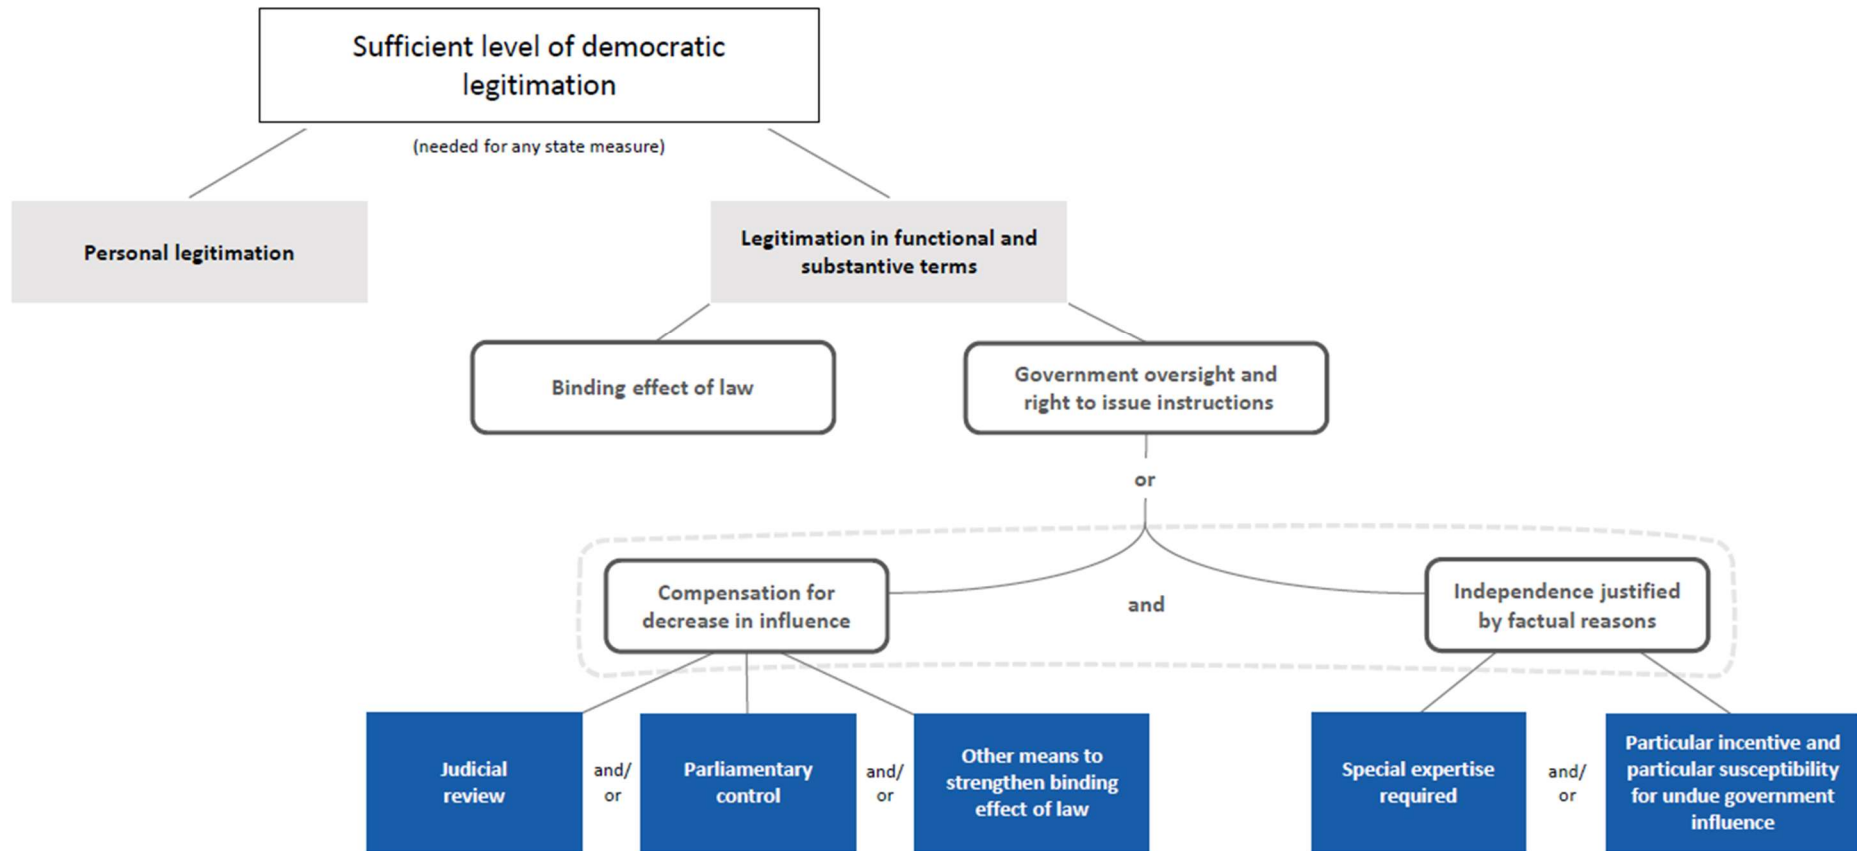 Sufficient level of democratic
legitimation
(needed for any state measure)
Personal legitimation
Legitimation in functional and
substantive terms
Binding effect of law
Government oversight and
right to issue instructions
or
Compensation for
decrease in influence
and
Independence justified
by factual reasons
Judicial
review
and/
or
Parliamentary
control
and/
or
Other means to
strengthen binding
effect of law
Special expertise
required
and/
or
Particular incentive and
particular susceptibility
for undue government
influence